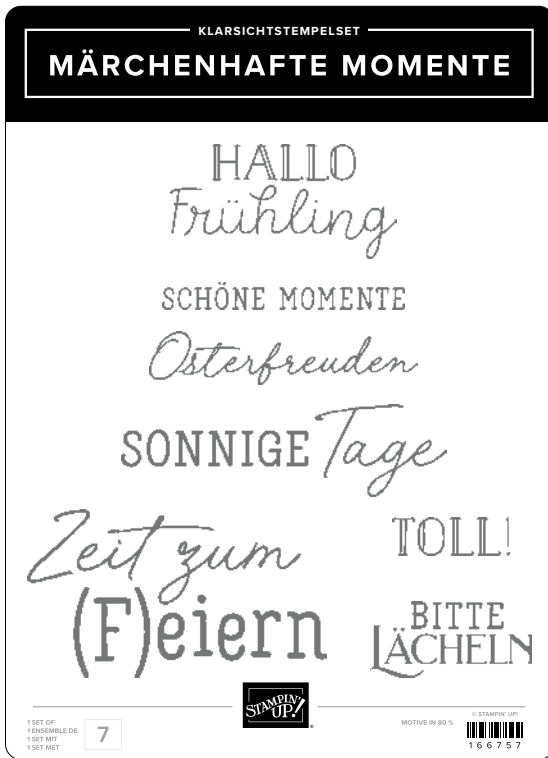 KLARSICHTSTEMPELSET
MÄRCHENHAFTE MOMENTE
HALLO
Frühling
SCHÖNE MOMENTE
Osterfreuden
SONNIGE Tage
Zeit zum
(F)eiern
TOLL!
BITTE
LÄCHELN
1 SET OF
1 ENSEMBLE DE
1 SET MIT
1 SET MET
7
STAMPIN' UP!®
MOTIVE IN 80 %
© STAMPIN' UP!
166757